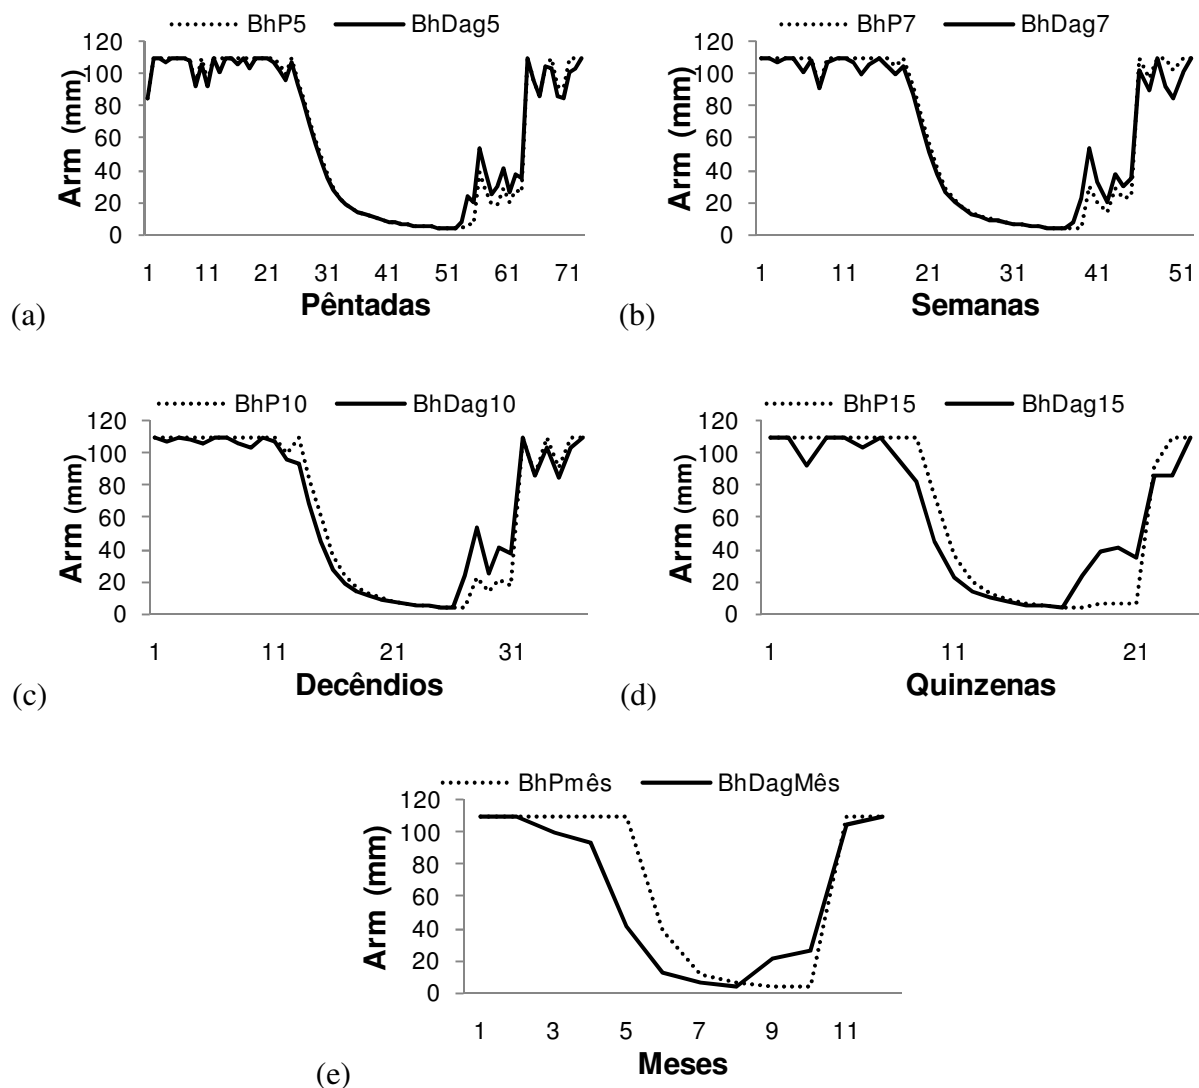 BhP5 BhDag5
120
100
80
60
40
20
0
Arm (mm)
1 11 21 31 41 51 61 71
Pêntadas
(a)
BhP7 BhDag7
120
100
80
60
40
20
0
Arm (mm)
1 11 21 31 41 51
Semanas
(b)
BhP10 BhDag10
120
100
80
60
40
20
0
Arm (mm)
1 11 21 31
Decêndios
(c)
BhP15 BhDag15
120
100
80
60
40
20
0
Arm (mm)
1 11 21
Quinzenas
(d)
BhPmês BhDagMês
120
100
80
60
40
20
0
Arm (mm)
1 3 5 7 9 11
Meses
(e)